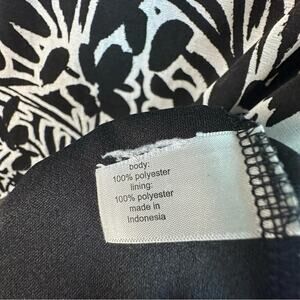 body:
100% polyester
lining:
100% polyester
made in
Indonesia